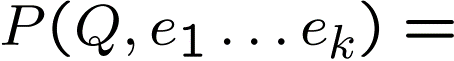 P(Q, e₁ … eₖ) =